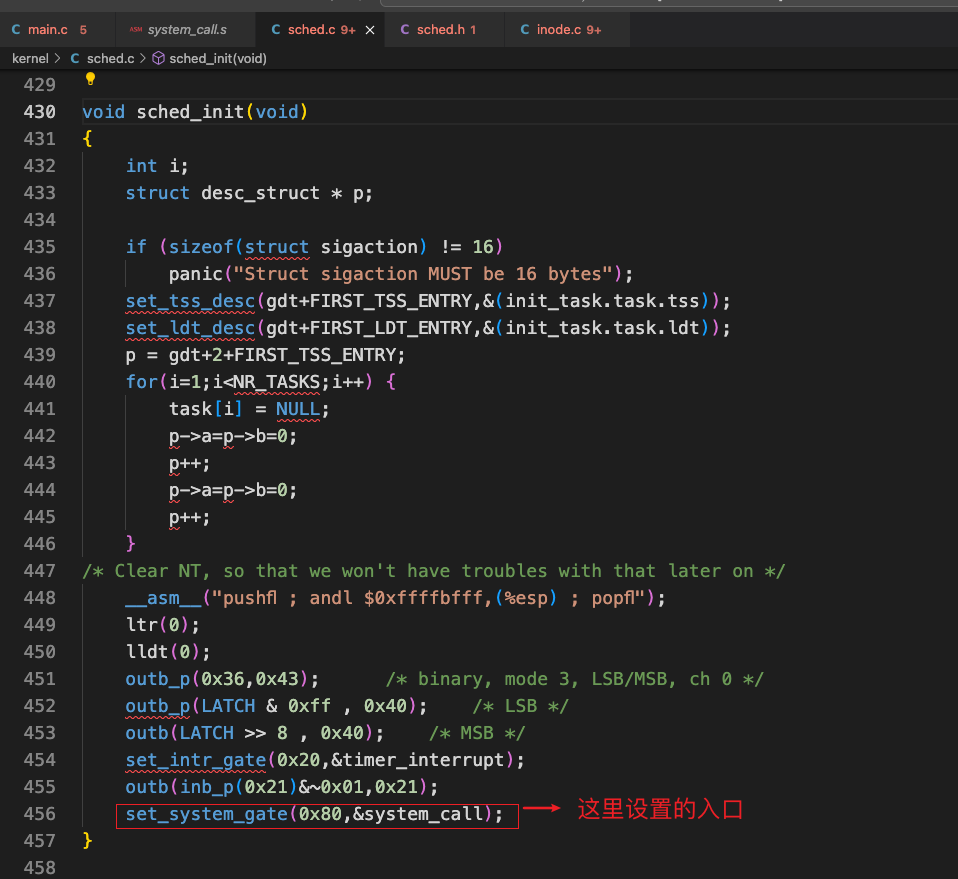 main.c 5 ASM system_call.s C sched.c 9+ × C sched.h 1 C inode.c 9+
kernel > C sched.c > sched_init(void)
429
430 void sched_init(void)
431 {
432     int i;
433     struct desc_struct * p;
434
435     if (sizeof(struct sigaction) != 16)
436         panic("Struct sigaction MUST be 16 bytes");
437     set_tss_desc(gdt+FIRST_TSS_ENTRY,&(init_task.task.tss));
438     set_ldt_desc(gdt+FIRST_LDT_ENTRY,&(init_task.task.ldt));
439     p = gdt+2+FIRST_TSS_ENTRY;
440     for(i=1;i<NR_TASKS;i++) {
441         task[i] = NULL;
442         p->a=p->b=0;
443         p++;
444         p->a=p->b=0;
445         p++;
446     }
447 /* Clear NT, so that we won't have troubles with that later on */
448     __asm__("pushfl ; andl $0xffffbfff,(%esp) ; popfl");
449     ltr(0);
450     lldt(0);
451     outb_p(0x36,0x43);      /* binary, mode 3, LSB/MSB, ch 0 */
452     outb_p(LATCH & 0xff , 0x40);    /* LSB */
453     outb(LATCH >> 8 , 0x40);    /* MSB */
454     set_intr_gate(0x20,&timer_interrupt);
455     outb(inb_p(0x21)&~0x01,0x21);
456     set_system_gate(0x80,&system_call); 这里设置的入口
457 }
458